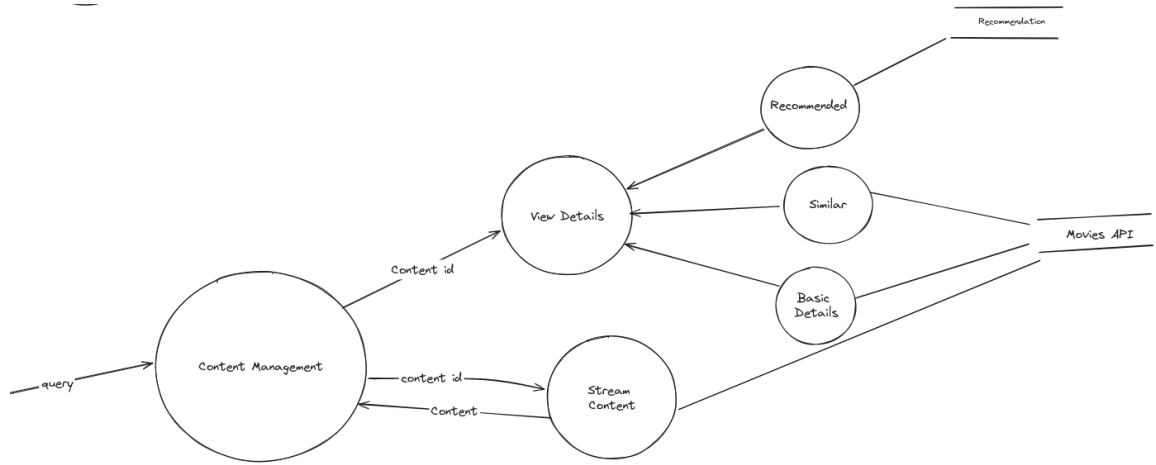 Recommendation
Recommended
Similar
View Details
Movies API
Content id
Basic
Details
Content Management
query
content id
Stream
Content
Content